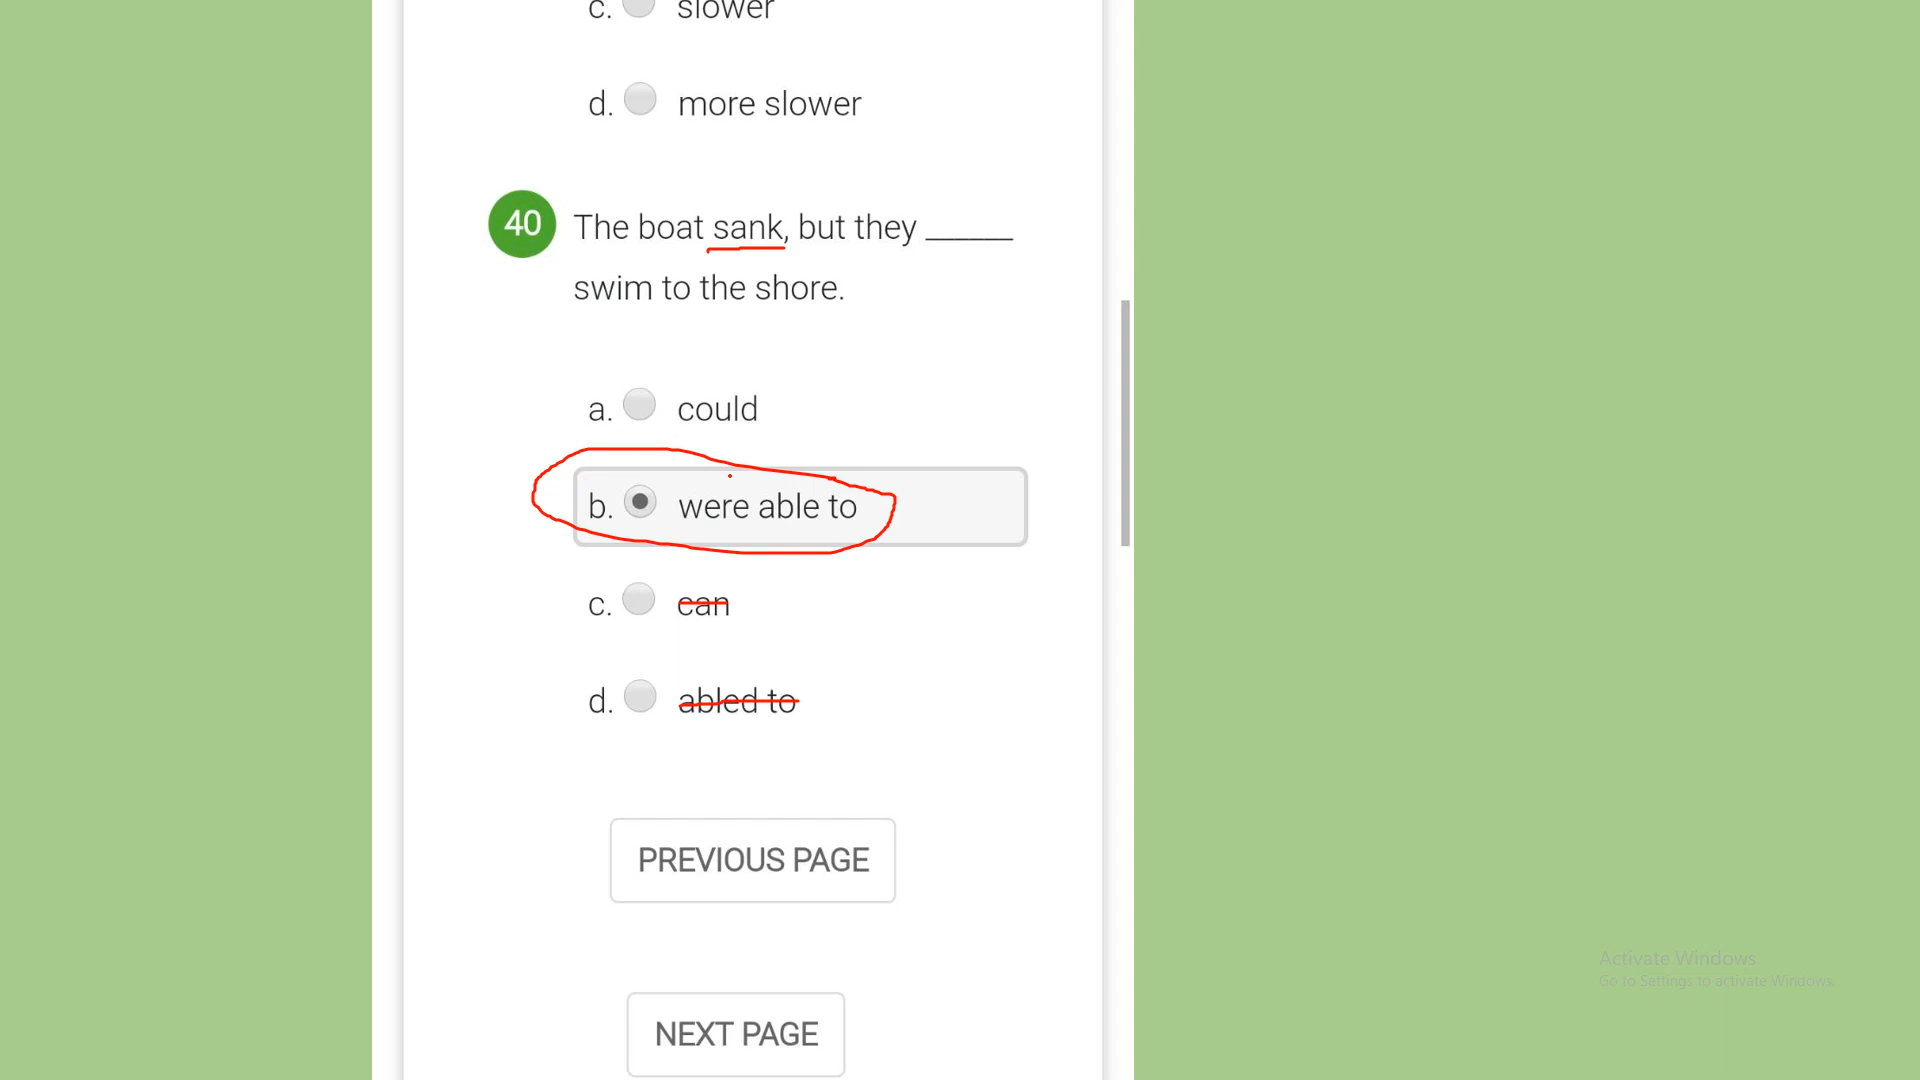 c. slower
d. more slower
40 The boat sank, but they ______
swim to the shore.
a. could
b. were able to
c. can
d. abled to
PREVIOUS PAGE
NEXT PAGE
Activate Windows
Go to Settings to activate Windows.